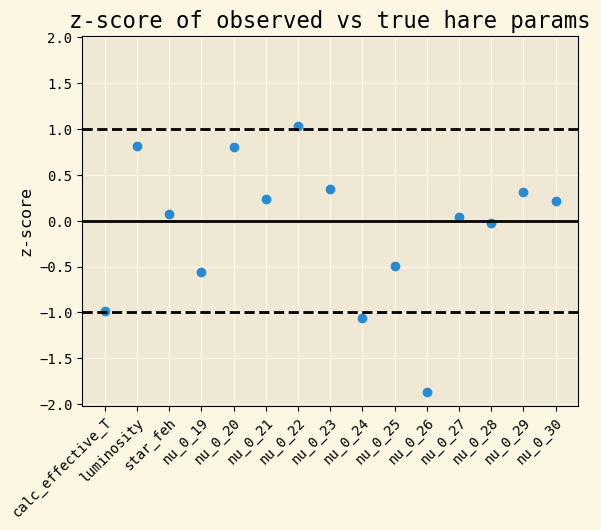 z-score of observed vs true hare params
z-score
2.0
1.5
1.0
0.5
0.0
−0.5
−1.0
−1.5
−2.0
calc_effective_T
luminosity
star_feh
nu_0_19
nu_0_20
nu_0_21
nu_0_22
nu_0_23
nu_0_24
nu_0_25
nu_0_26
nu_0_27
nu_0_28
nu_0_29
nu_0_30